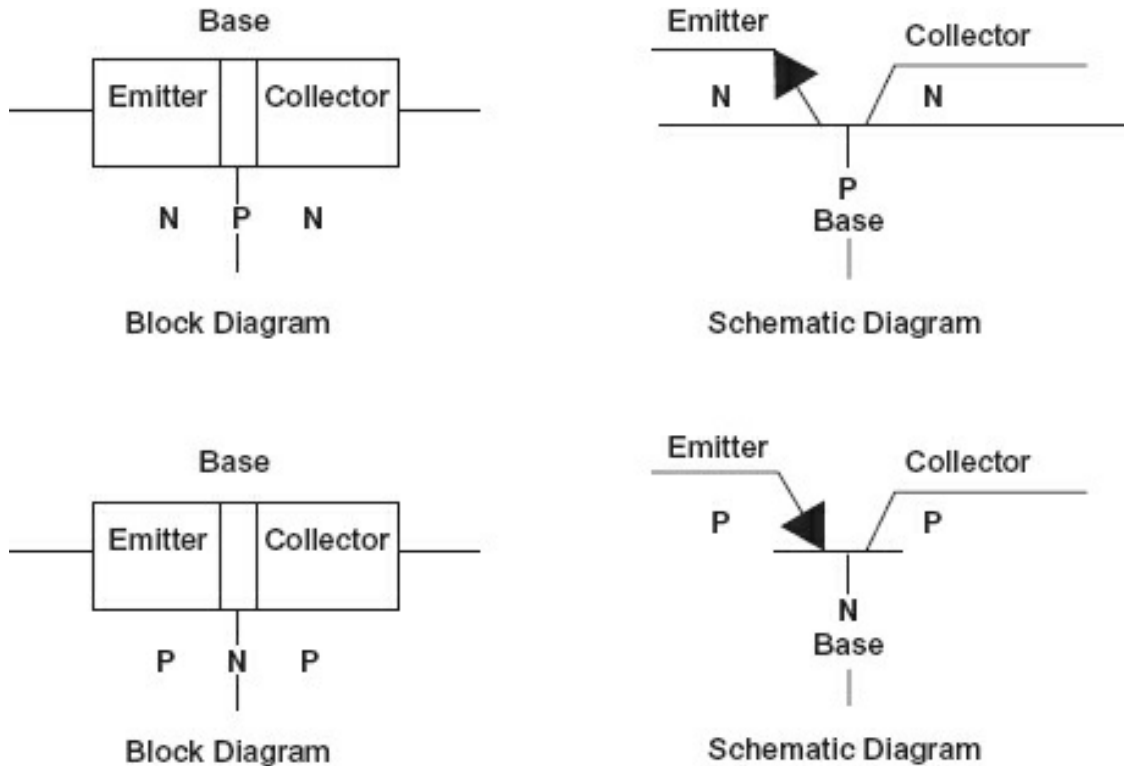 Base
Emitter Collector
N P N
Block Diagram
Emitter
Collector
N N
P
Base
Schematic Diagram
Base
Emitter Collector
P N P
Block Diagram
Emitter
Collector
P P
N
Base
Schematic Diagram